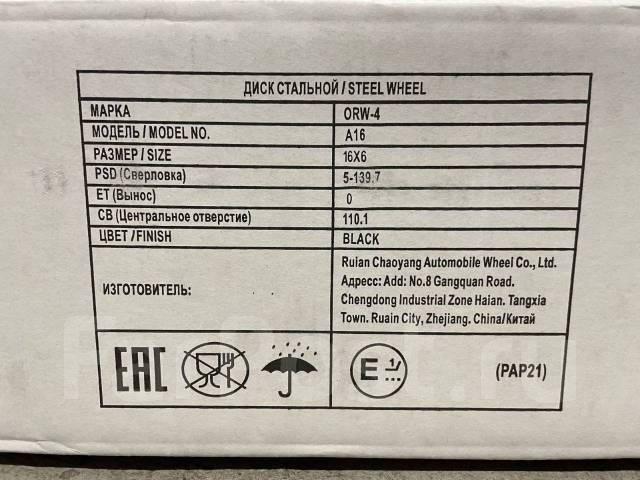 ДИСК СТАЛЬНОЙ / STEEL WHEEL
МАРКА ORW-4
МОДЕЛЬ / MODEL NO. A16
РАЗМЕР / SIZE 16X6
PSD (Сверловка) 5-139.7
ET (Вынос) 0
CB (Центральное отверстие) 110.1
ЦВЕТ / FINISH BLACK
ИЗГОТОВИТЕЛЬ:
Ruian Chaoyang Automobile Wheel Co., Ltd.
Адресс: Add: No.8 Gangquan Road.
Chengdong Industrial Zone Haian. Tangxia
Town. Ruain City, Zhejiang. China/Китай
EAC E 1/ (PAP21)